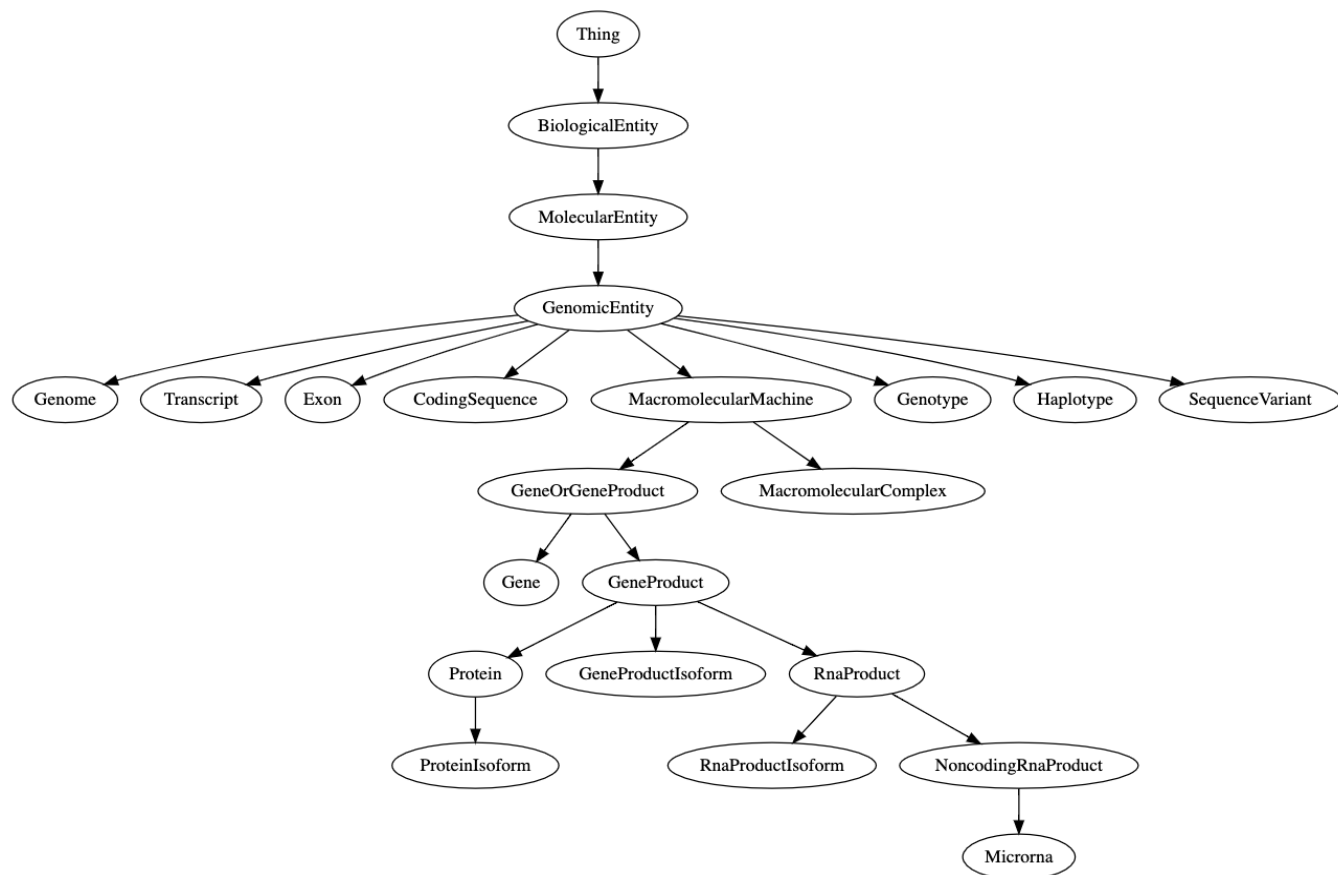 Thing
BiologicalEntity
MolecularEntity
GenomicEntity
Genome
Transcript
Exon
CodingSequence
MacromolecularMachine
Genotype
Haplotype
SequenceVariant
GeneOrGeneProduct
MacromolecularComplex
Gene
GeneProduct
Protein
GeneProductIsoform
RnaProduct
ProteinIsoform
RnaProductIsoform
NoncodingRnaProduct
Microrna